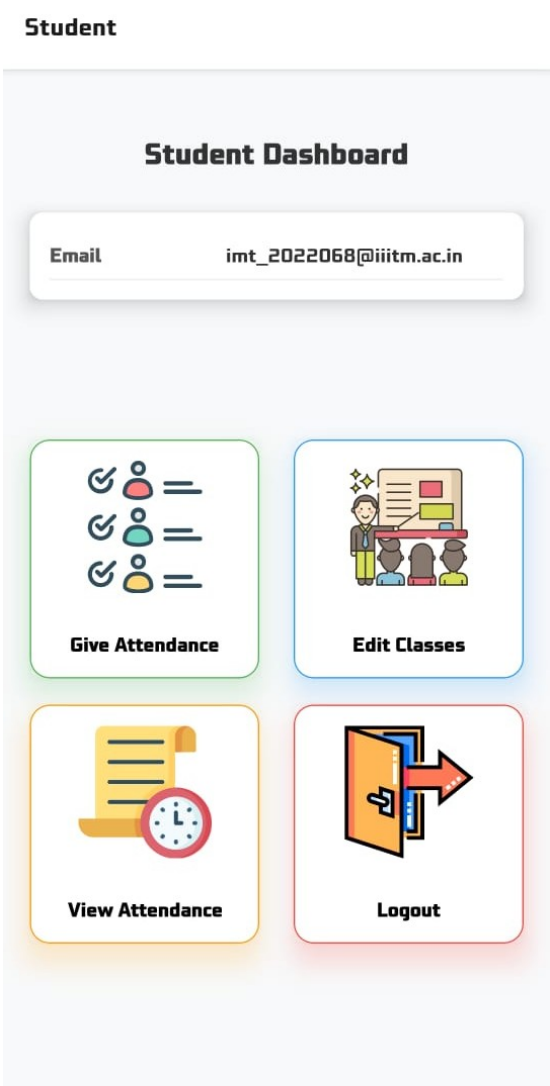 Student
Student Dashboard
Email imt_2022068@iiitm.ac.in
Give Attendance Edit Classes
View Attendance Logout